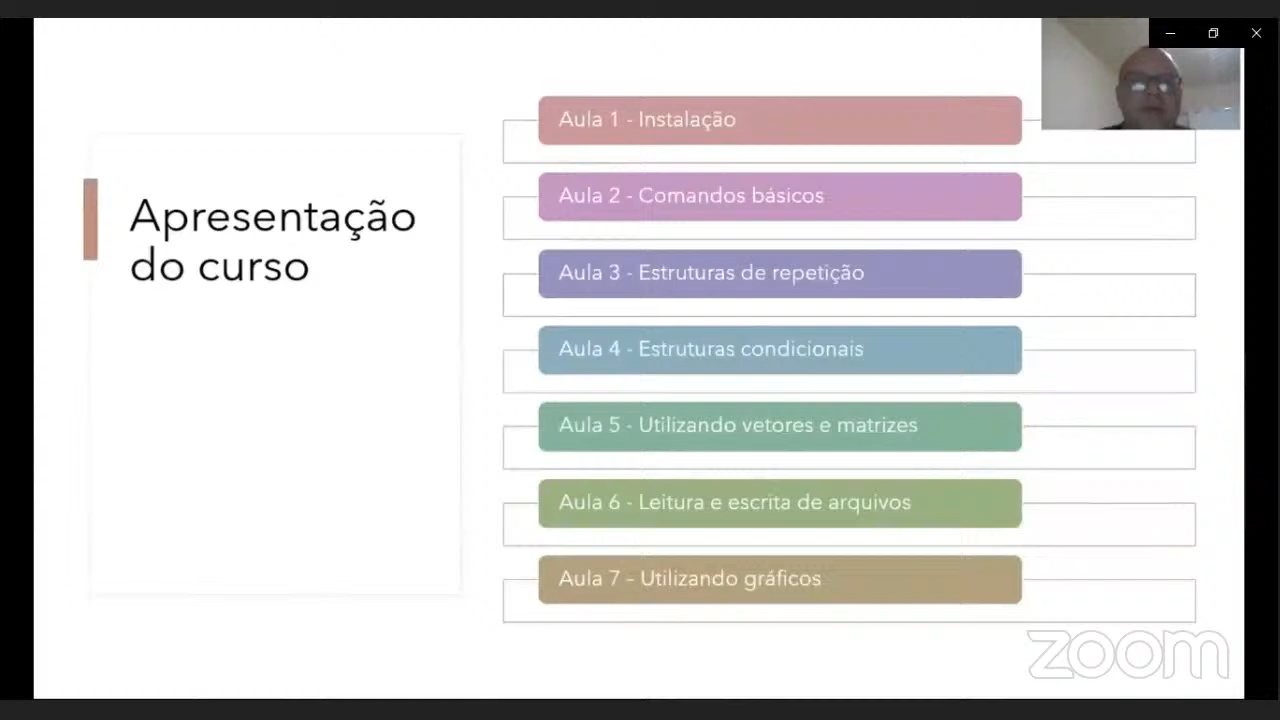 Apresentação
do curso
Aula 1 - Instalação
Aula 2 - Comandos básicos
Aula 3 - Estruturas de repetição
Aula 4 - Estruturas condicionais
Aula 5 - Utilizando vetores e matrizes
Aula 6 - Leitura e escrita de arquivos
Aula 7 - Utilizando gráficos
zoom